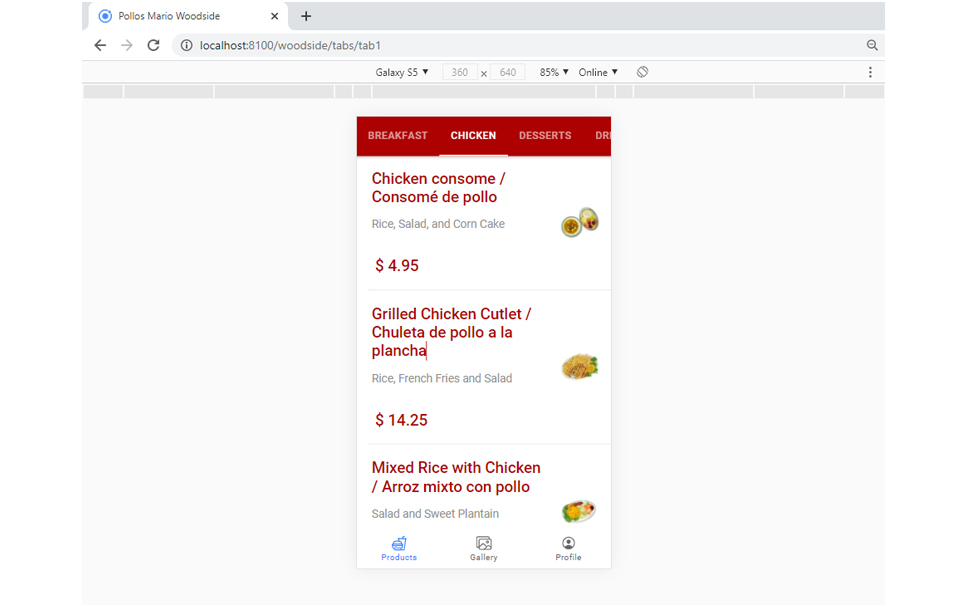 Pollos Mario Woodside
localhost:8100/woodside/tabs/tab1
Galaxy S5 360 x 640 85% Online
BREAKFAST CHICKEN DESSERTS DRI
Chicken consome /
Consomé de pollo
Rice, Salad, and Corn Cake
$ 4.95
Grilled Chicken Cutlet /
Chuleta de pollo a la
plancha
Rice, French Fries and Salad
$ 14.25
Mixed Rice with Chicken
/ Arroz mixto con pollo
Salad and Sweet Plantain
Products Gallery Profile